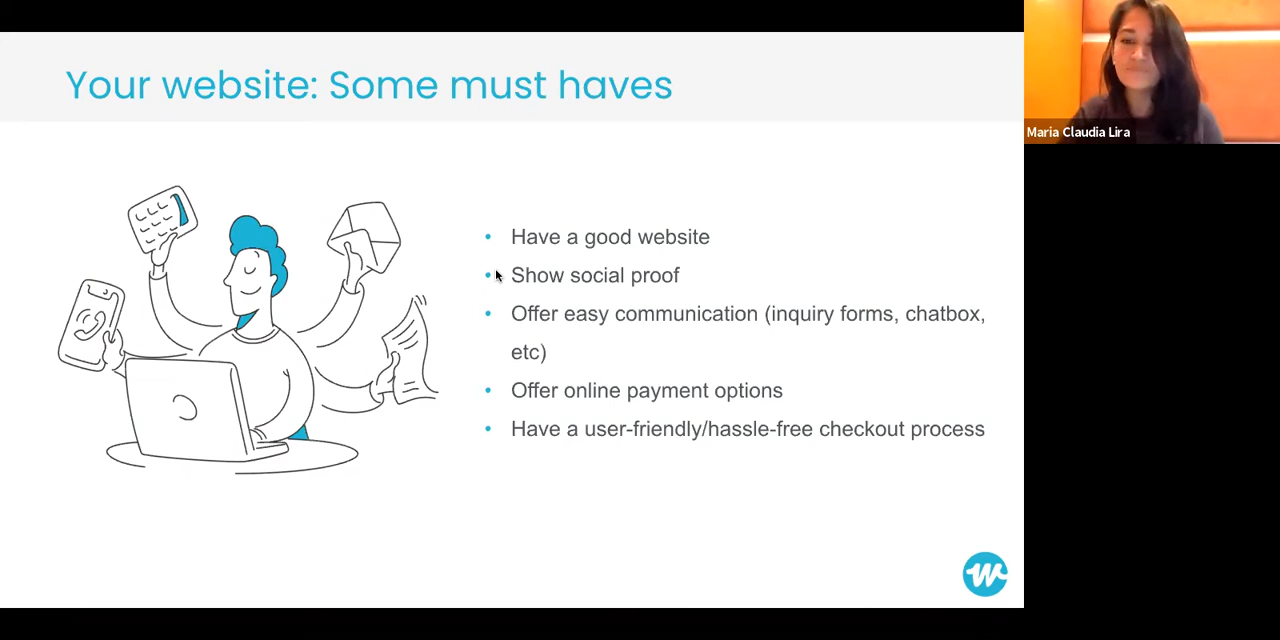 Your website: Some must haves
Maria Claudia Lira
• Have a good website
• Show social proof
• Offer easy communication (inquiry forms, chatbox,
etc)
• Offer online payment options
• Have a user-friendly/hassle-free checkout process